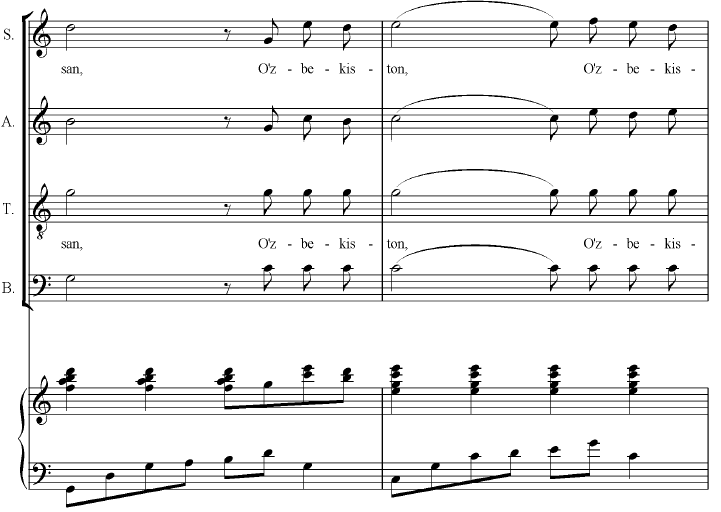 S.
san, O'z - be - kis - ton, O'z - be - kis -
A.
T.
san, O'z - be - kis - ton, O'z - be - kis -
B.